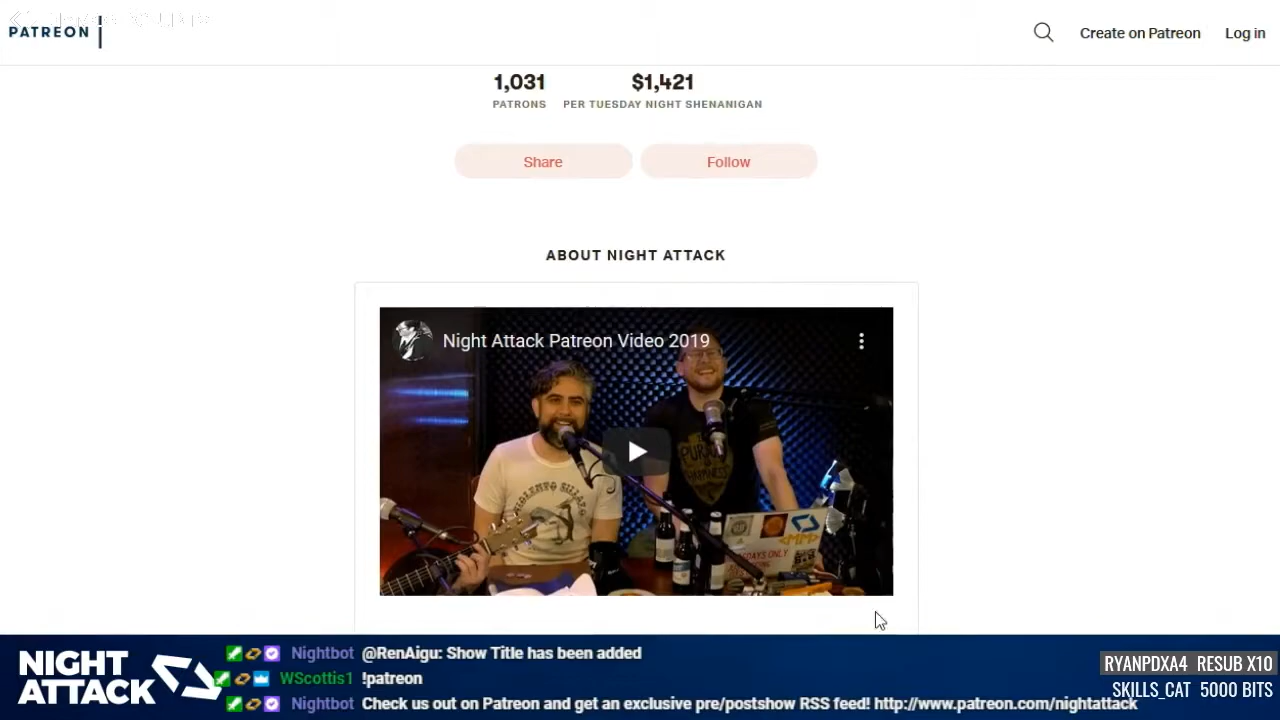 PATREON
Create on Patreon
Log in
1,031
$1,421
PATRONS
PER TUESDAY NIGHT SHENANIGAN
Share
Follow
ABOUT NIGHT ATTACK
Night Attack Patreon Video 2019
NIGHT
ATTACK
Nightbot @RenAigu: Show Title has been added
WScottis1 !patreon
Nightbot Check us out on Patreon and get an exclusive pre/postshow RSS feed! http://www.patreon.com/nightattack
RYANPDXA4 RESUB X10
SKILLS_CAT 5000 BITS